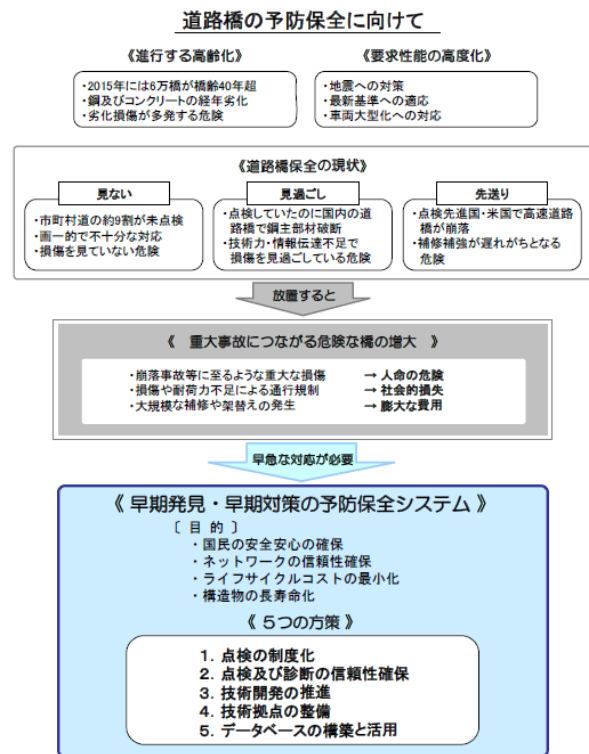 道路橋の予防保全に向けて
《進行する高齢化》
・2015年には6万橋が橋齢40年超
・鋼及びコンクリートの経年劣化
・劣化損傷が多発する危険
《要求性能の高度化》
・地震への対策
・最新基準への適応
・車両大型化への対応
《道路橋保全の現状》
見ない
・市町村道の約9割が未点検
・画一的で不十分な対応
・損傷を見ていない危険
見過ごし
・点検していたのに国内の道
路橋で鋼主部材破断
・技術力・情報伝達不足で
損傷を見過ごしている危険
先送り
・点検先進国・米国で高速道路
橋が崩落
・補修補強が遅れがちとなる
危険
放置すると
《 重大事故につながる危険な橋の増大 》
・崩落事故等に至るような重大な損傷 → 人命の危険
・損傷や耐荷力不足による通行規制 → 社会的損失
・大規模な補修や架替えの発生 → 膨大な費用
早急な対応が必要
《 早期発見・早期対策の予防保全システム 》
〔 目 的 〕
・国民の安全安心の確保
・ネットワークの信頼性確保
・ライフサイクルコストの最小化
・構造物の長寿命化
《 5つの方策 》
1. 点検の制度化
2. 点検及び診断の信頼性確保
3. 技術開発の推進
4. 技術拠点の整備
5. データベースの構築と活用